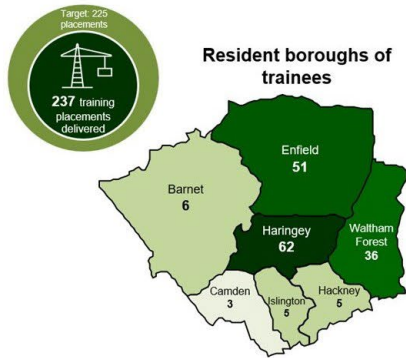 Target: 225
placements
237 training
placements
delivered
Resident boroughs of
trainees
Enfield
51
Barnet
6
Haringey
62
Waltham
Forest
36
Camden
3
Islington
5
Hackney
5